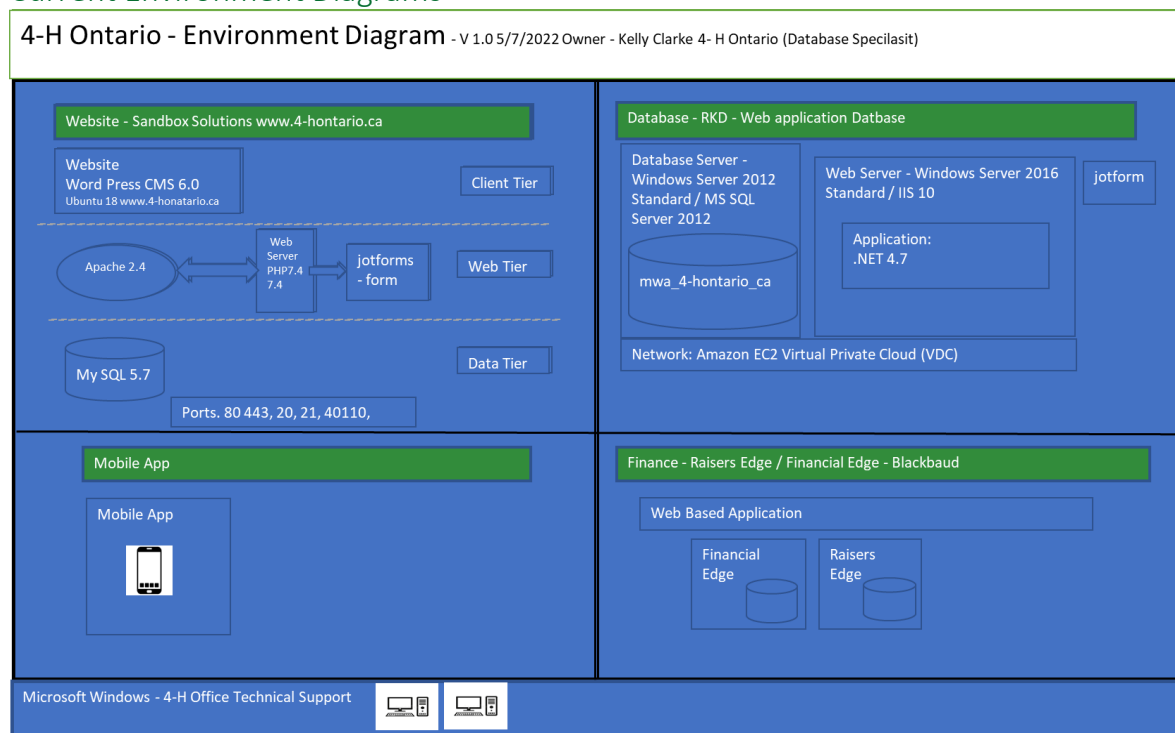 Current Environment Diagrams
4-H Ontario - Environment Diagram - V 1.0 5/7/2022 Owner - Kelly Clarke 4- H Ontario (Database Specilasit)
Website - Sandbox Solutions www.4-hontario.ca
Website
Word Press CMS 6.0
Ubuntu 18 www.4-honatario.ca
Client Tier
Apache 2.4
Web
Server
PHP7.4
7.4
jotforms
- form
Web Tier
My SQL 5.7
Data Tier
Ports. 80 443, 20, 21, 40110,
Database - RKD - Web application Datbase
Database Server -
Windows Server 2012
Standard / MS SQL
Server 2012
mwa_4-hontario_ca
Web Server - Windows Server 2016
Standard / IIS 10
Application:
.NET 4.7
jotform
Network: Amazon EC2 Virtual Private Cloud (VDC)
Mobile App
Mobile App
Finance - Raisers Edge / Financial Edge - Blackbaud
Web Based Application
Financial
Edge
Raisers
Edge
Microsoft Windows - 4-H Office Technical Support